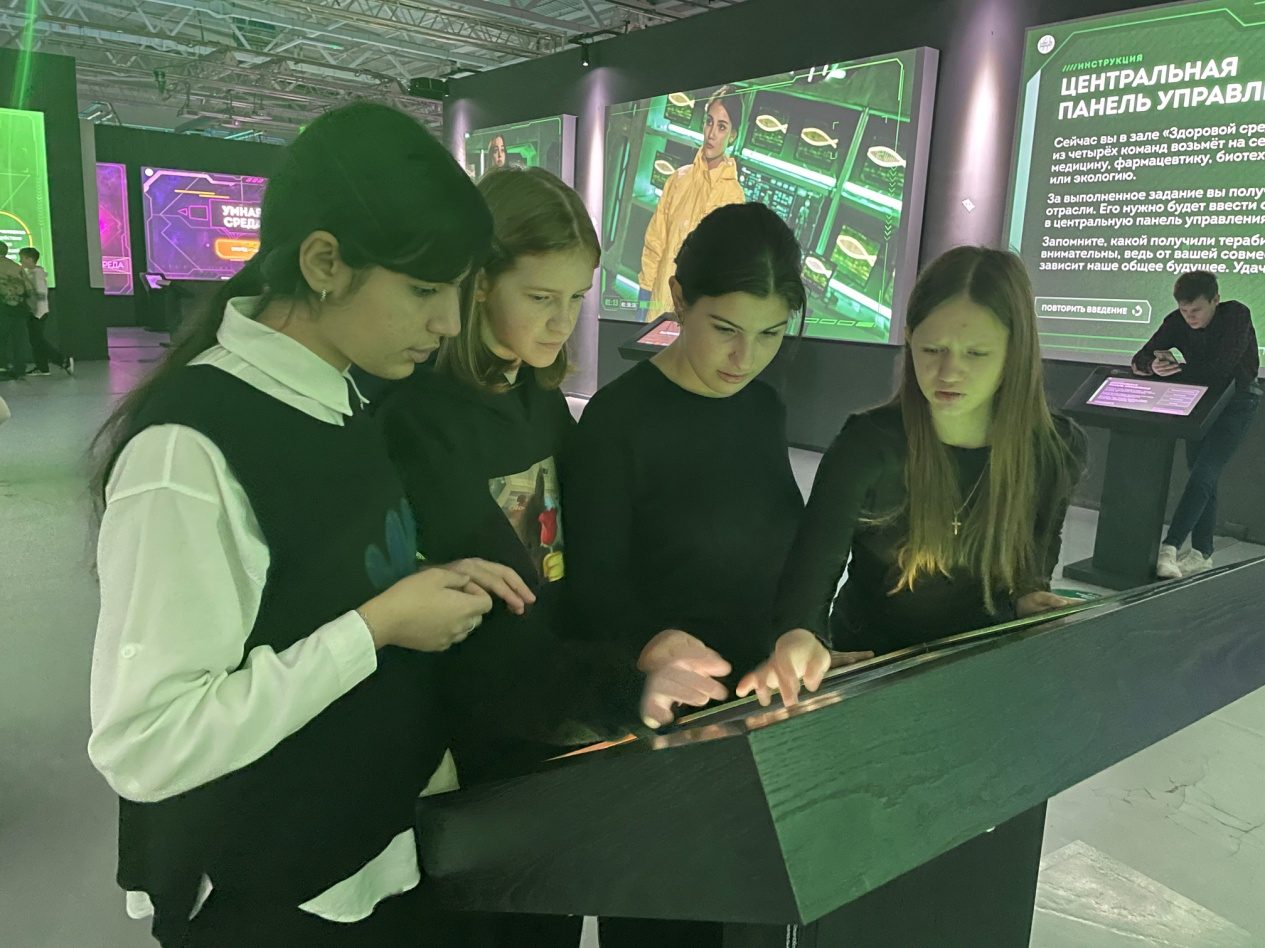 УМНАЯ
СРЕДА
////ИНСТРУКЦИЯ
ЦЕНТРАЛЬНАЯ
ПАНЕЛЬ УПРАВЛ
Сейчас вы в зале «Здоровой сре
из четырёх команд возьмёт на се
медицину, фармацевтику, биотех
или экологию.
За выполненное задание вы получ
отрасли. Его нужно будет ввести с
в центральную панель управления
Запомните, какой получили тераби
внимательны, ведь от вашей совме
зависит наше общее будущее. Удач
ПОВТОРИТЬ ВВЕДЕНИЕ